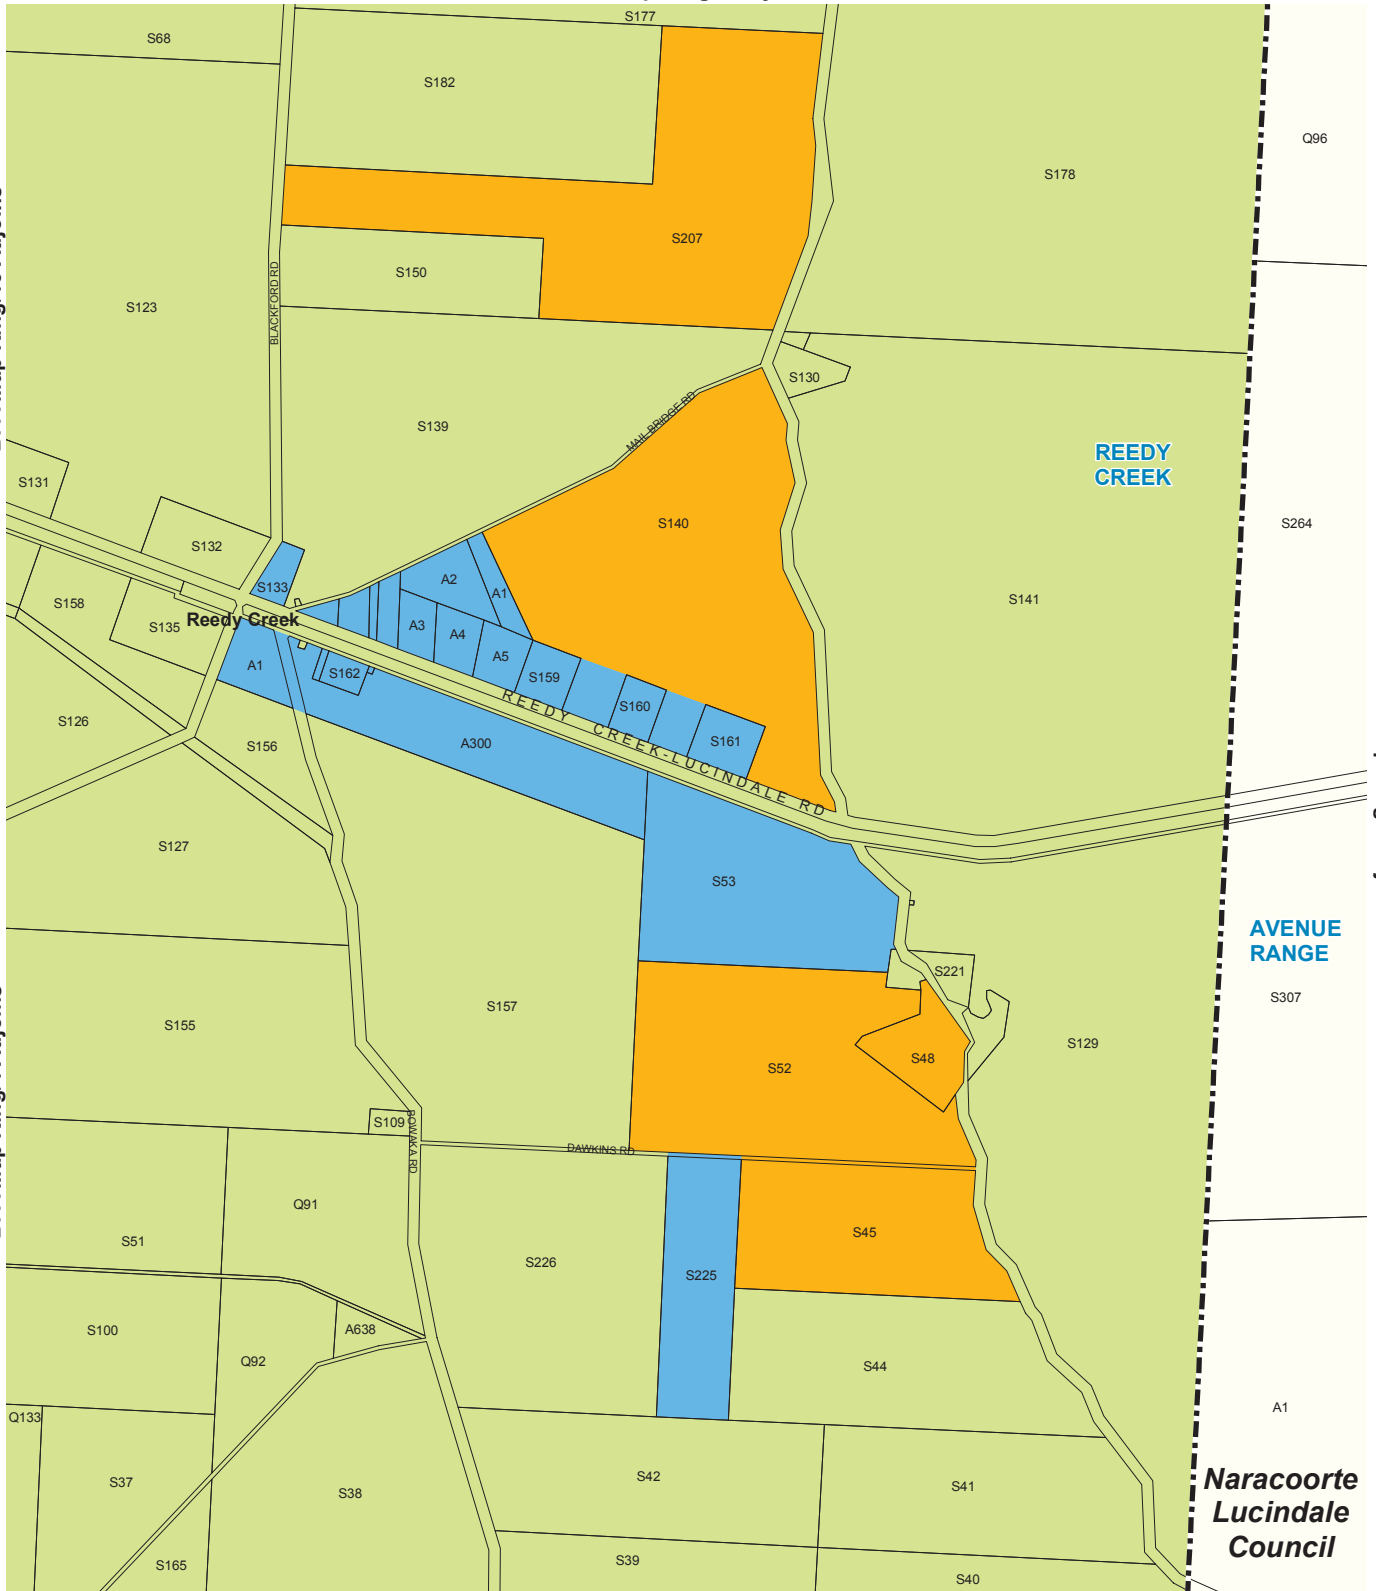 S177
S68
S182
Q96
S178
S207
S150
BLACKFORD RD
S123
S130
MAIL BRIDGE RD
S139
REEDY
CREEK
S131
S140
S264
S132
A2
S133
A1
S141
S158
S135
Reedy Creek
A3
A4
A5
A1
S162
S159
S160
REEDY CREEK-LUCINDALE RD
S126
S156
A300
S161
S127
S53
AVENUE
RANGE
S221
S307
S155
S157
S129
S48
S52
S109
BOWAKA RD
DAWKINS RD
Q91
S51
S45
S226
S225
S100
A638
Q92
S44
Q133
A1
S37
S42
S41
Naracoorte
Lucindale
Council
S38
S165
S39
S40